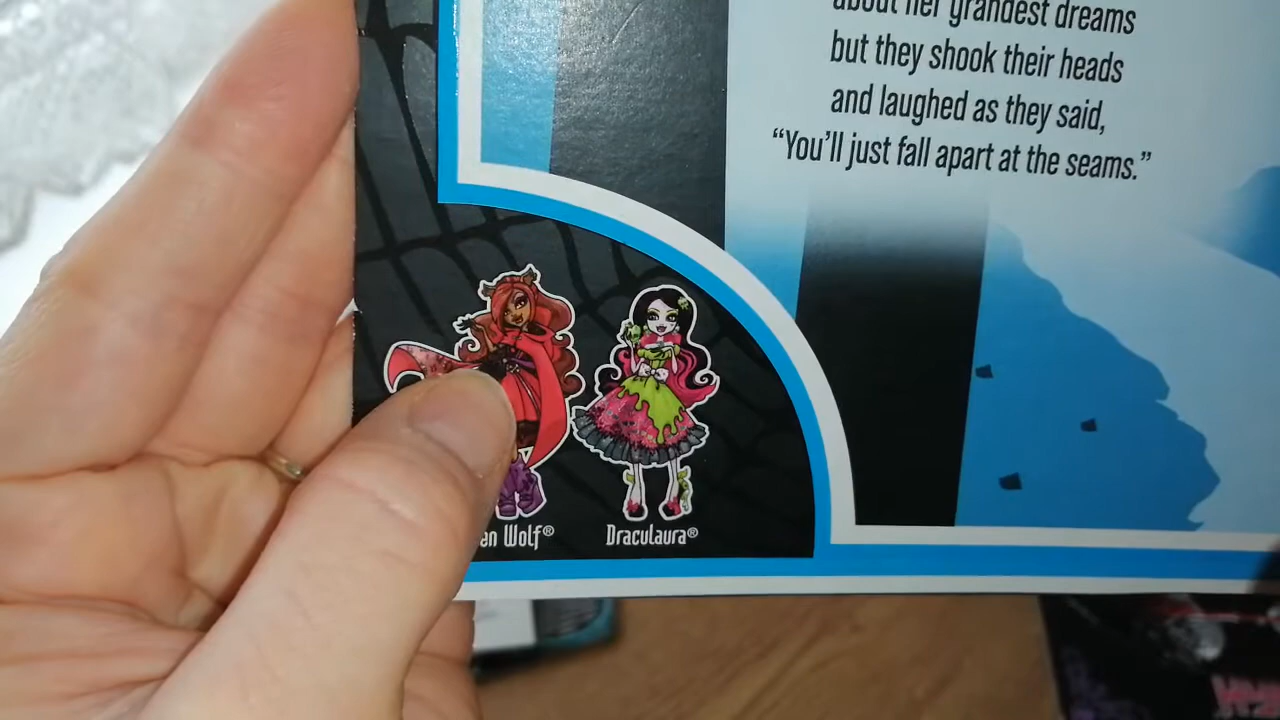 about her grandest dreams
but they shook their heads
and laughed as they said,
“You’ll just fall apart at the seams.”
en Wolf®
Draculaura®